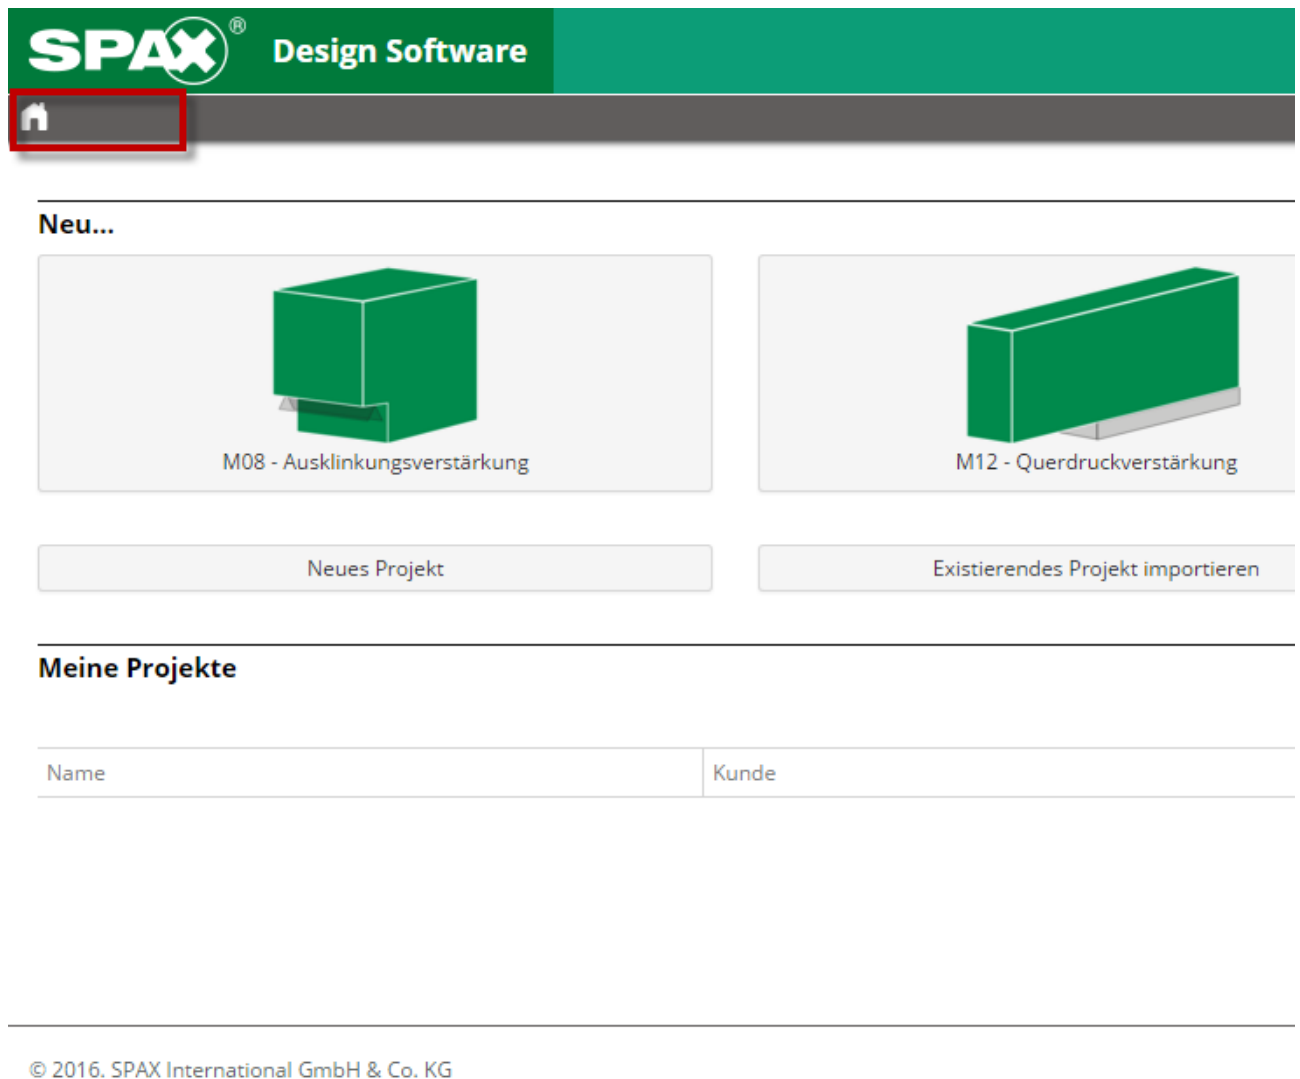 SPAX® Design Software
Neu...
M08 - Ausklinkungsverstärkung
M12 - Querdruckverstärkung
Neues Projekt
Existierendes Projekt importieren
Meine Projekte
Name
Kunde
© 2016. SPAX International GmbH & Co. KG